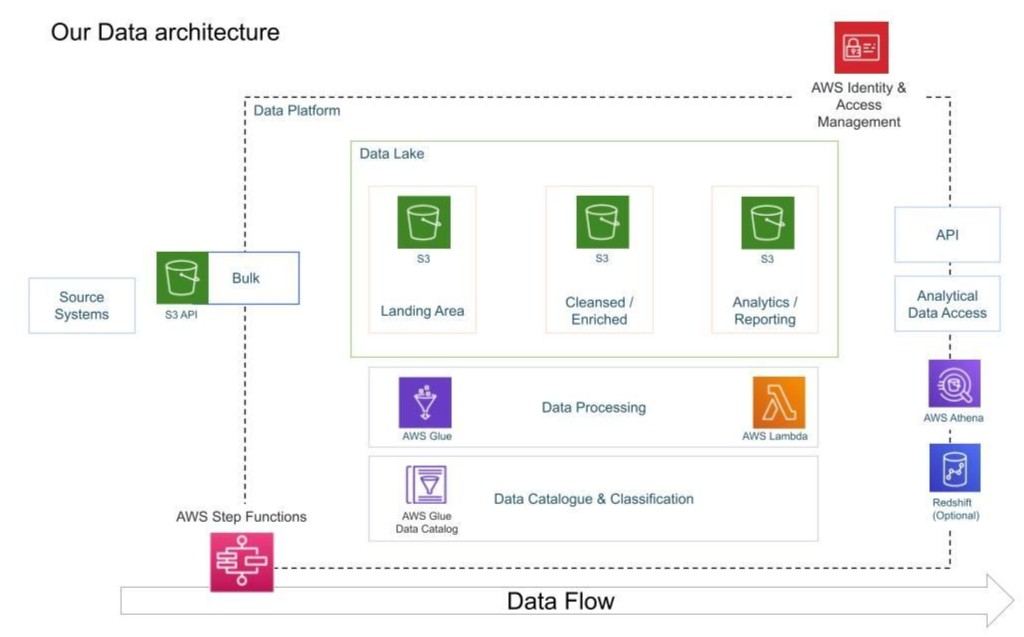 Our Data architecture
AWS Identity &
Access
Management
Data Platform
Data Lake
S3
Landing Area
S3
Cleansed /
Enriched
S3
Analytics /
Reporting
Source
Systems
S3 API
Bulk
API
Analytical
Data Access
AWS Glue
Data Processing
AWS Lambda
AWS Athena
AWS Glue
Data Catalog
Data Catalogue & Classification
Redshift
(Optional)
AWS Step Functions
Data Flow